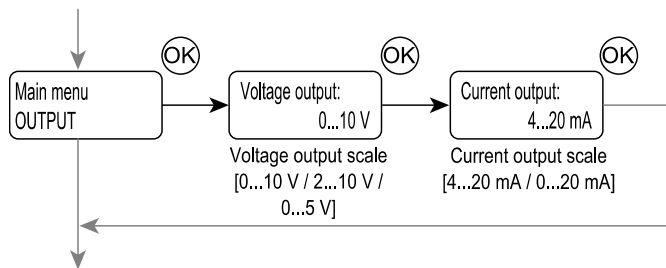 OK
OK
OK
Main menu
OUTPUT
Voltage output:
0...10 V
Current output:
4...20 mA
Voltage output scale
[0...10 V / 2...10 V /
0...5 V]
Current output scale
[4...20 mA / 0...20 mA]